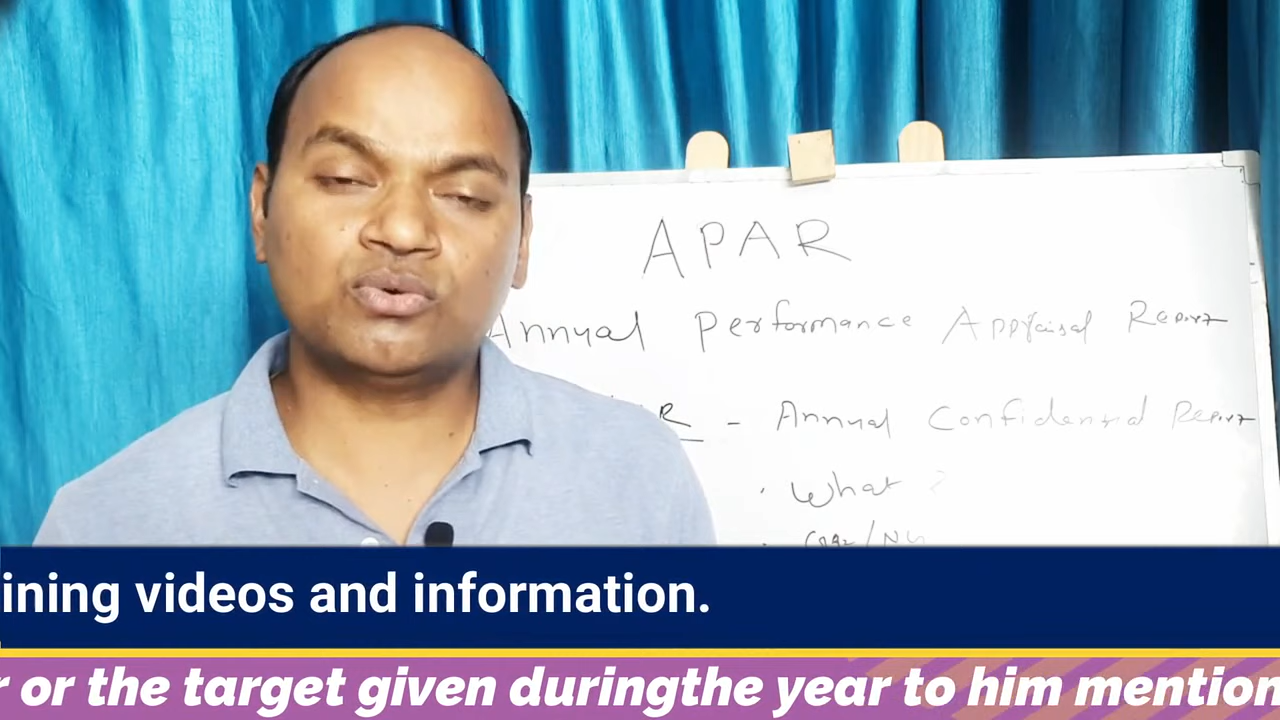 APAR
Annual Performance Appraisal Report
R - Annual Confidential Report
. What ?
ining videos and information.
r or the target given duringthe year to him mention